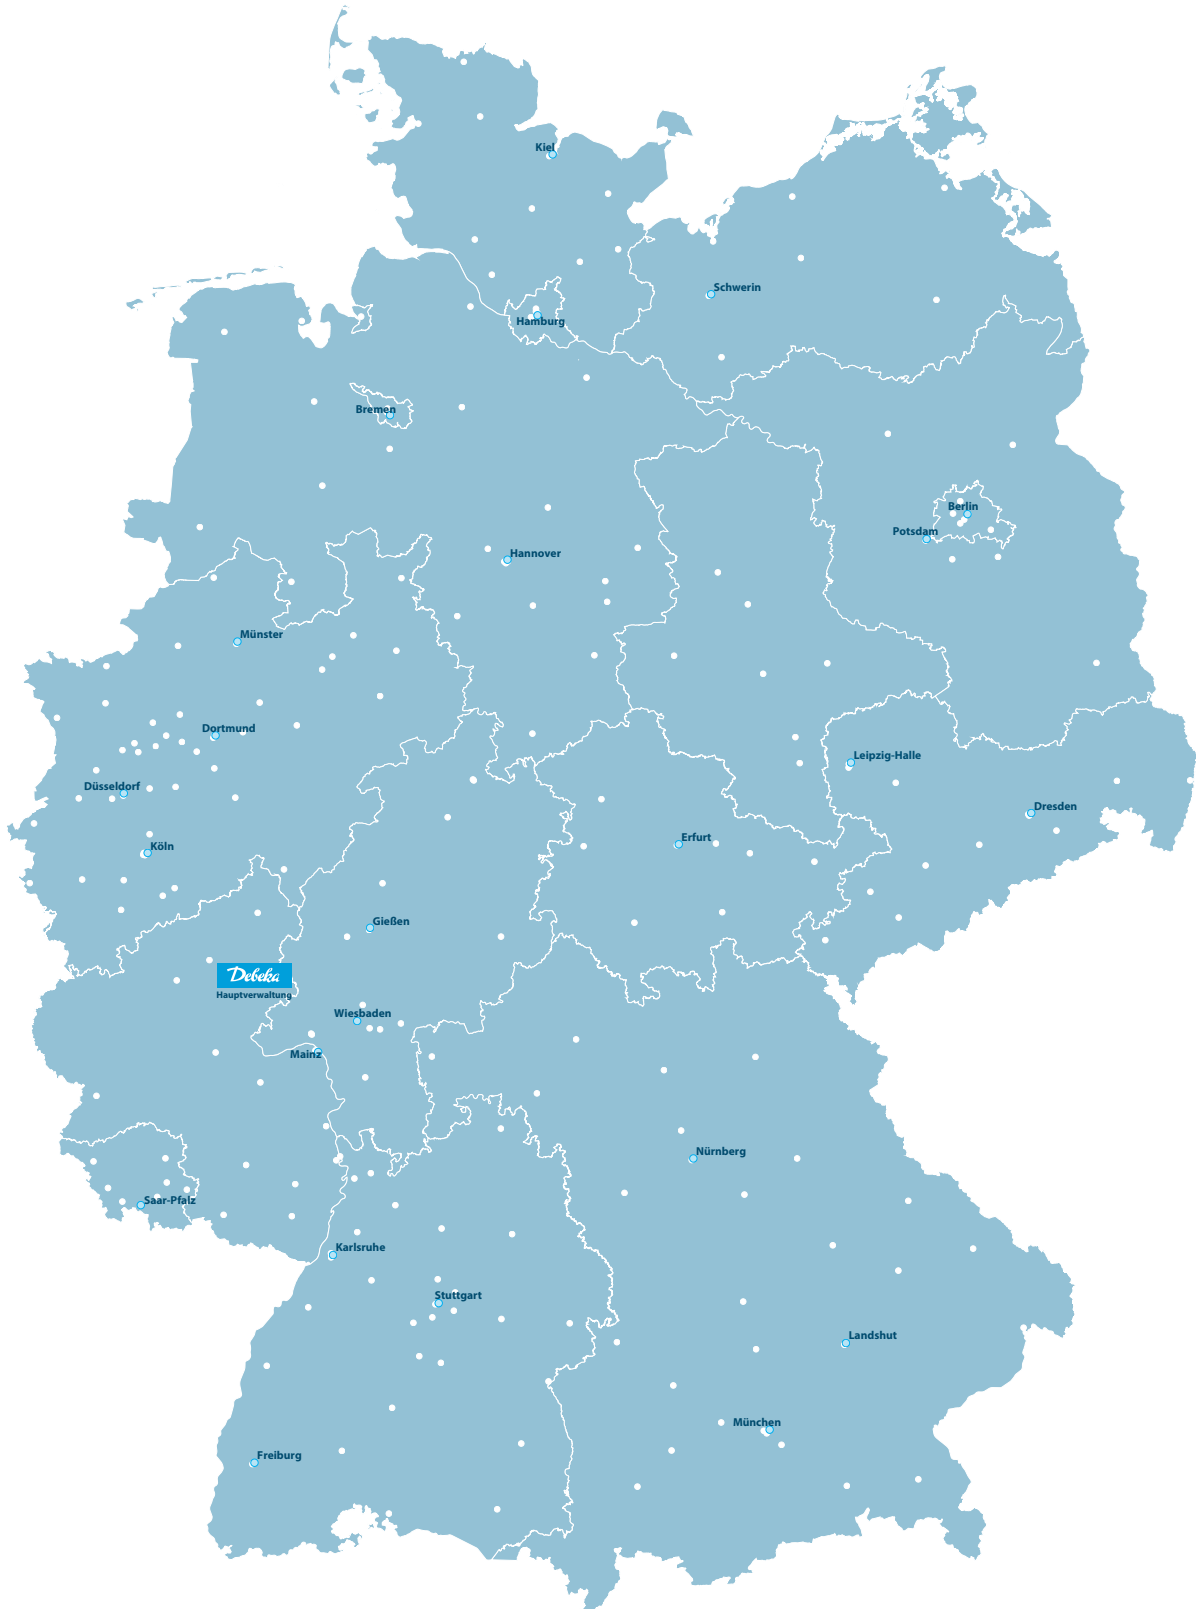 Kiel
Schwerin
Hamburg
Bremen
Berlin
Potsdam
Hannover
Münster
Dortmund
Leipzig-Halle
Düsseldorf
Dresden
Erfurt
Köln
Gießen
Debeka
Hauptverwaltung
Wiesbaden
Mainz
Nürnberg
Saar-Pfalz
Karlsruhe
Stuttgart
Landshut
München
Freiburg